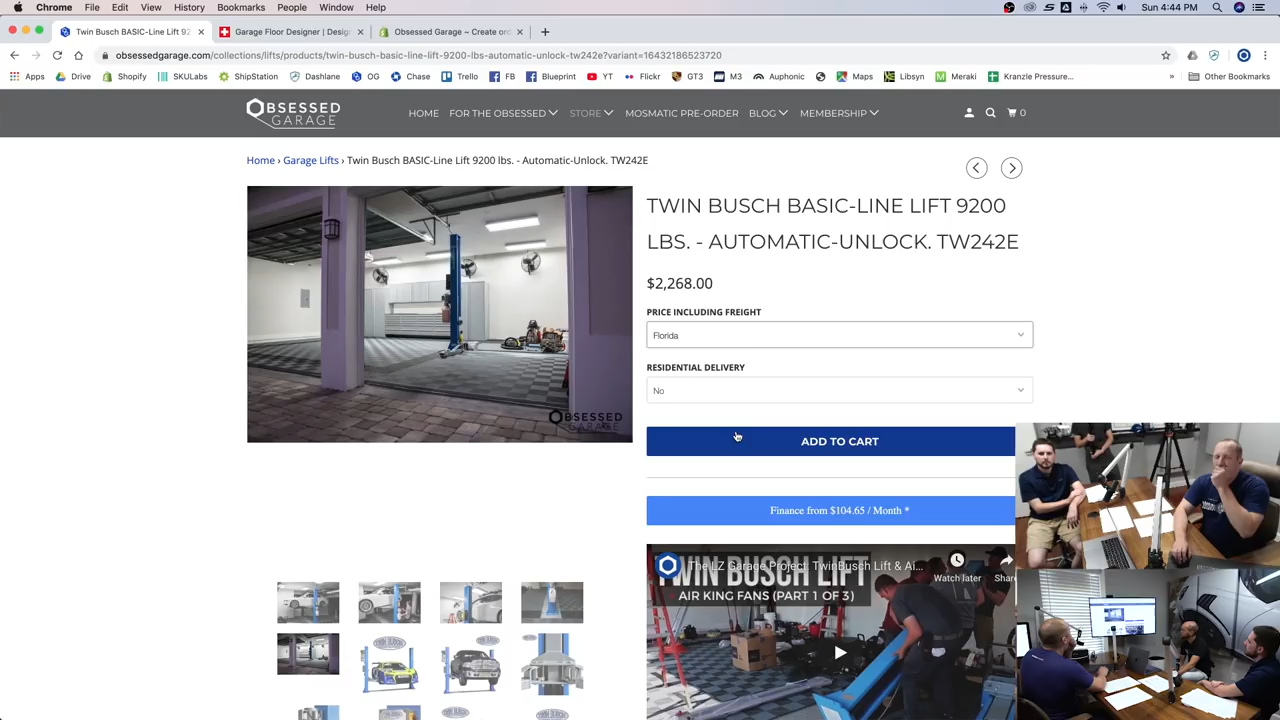 Chrome File Edit View History Bookmarks People Window Help
Sun 4:44 PM
Twin Busch BASIC-Line Lift 92
Garage Floor Designer | Desig
Obsessed Garage ~ Create or
obsessedgarage.com/collections/lifts/products/twin-busch-basic-line-lift-9200-lbs-automatic-unlock-tw242e?variant=16432186523720
Apps Drive Shopify SKULabs ShipStation Dashlane OG Chase Trello FB Blueprint YT Flickr GT3 M3 Auphonic Maps Libsyn Meraki Kranzle Pressure... » Other Bookmarks
OBSESSED
GARAGE
HOME FOR THE OBSESSED STORE MOSMATIC PRE-ORDER BLOG MEMBERSHIP 0
Home › Garage Lifts › Twin Busch BASIC-Line Lift 9200 lbs. - Automatic-Unlock. TW242E
TWIN BUSCH BASIC-LINE LIFT 9200
LBS. - AUTOMATIC-UNLOCK. TW242E
$2,268.00
PRICE INCLUDING FREIGHT
Florida
RESIDENTIAL DELIVERY
No
OBSESSED
GARAGE
ADD TO CART
Finance from $104.65 / Month *
The LZ Garage Project: TwinBusch Lift & Ai...
Watch later
Shar
TWIN BUSCH LIFT
AIR KING FANS (PART 1 OF 3)
TWIN BUSCH